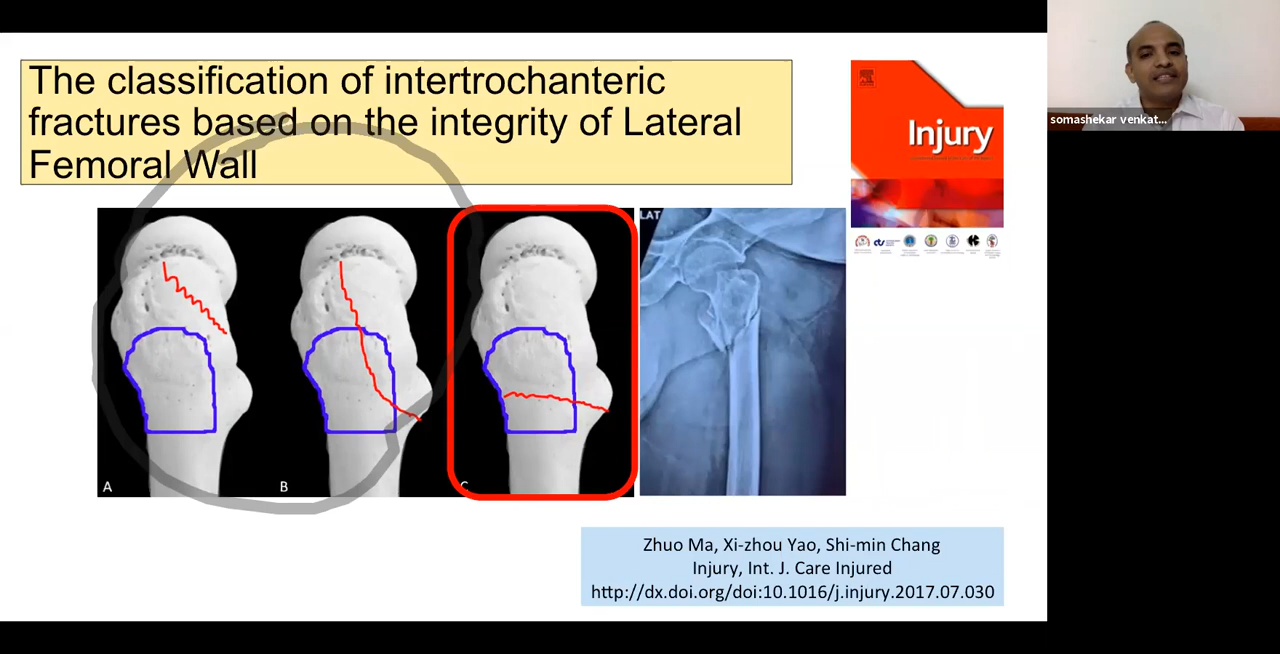 The classification of intertrochanteric
fractures based on the integrity of Lateral
Femoral Wall
Injury
somashekar venkat...
LAT
A
B
C
Zhuo Ma, Xi-zhou Yao, Shi-min Chang
Injury, Int. J. Care Injured
http://dx.doi.org/doi:10.1016/j.injury.2017.07.030